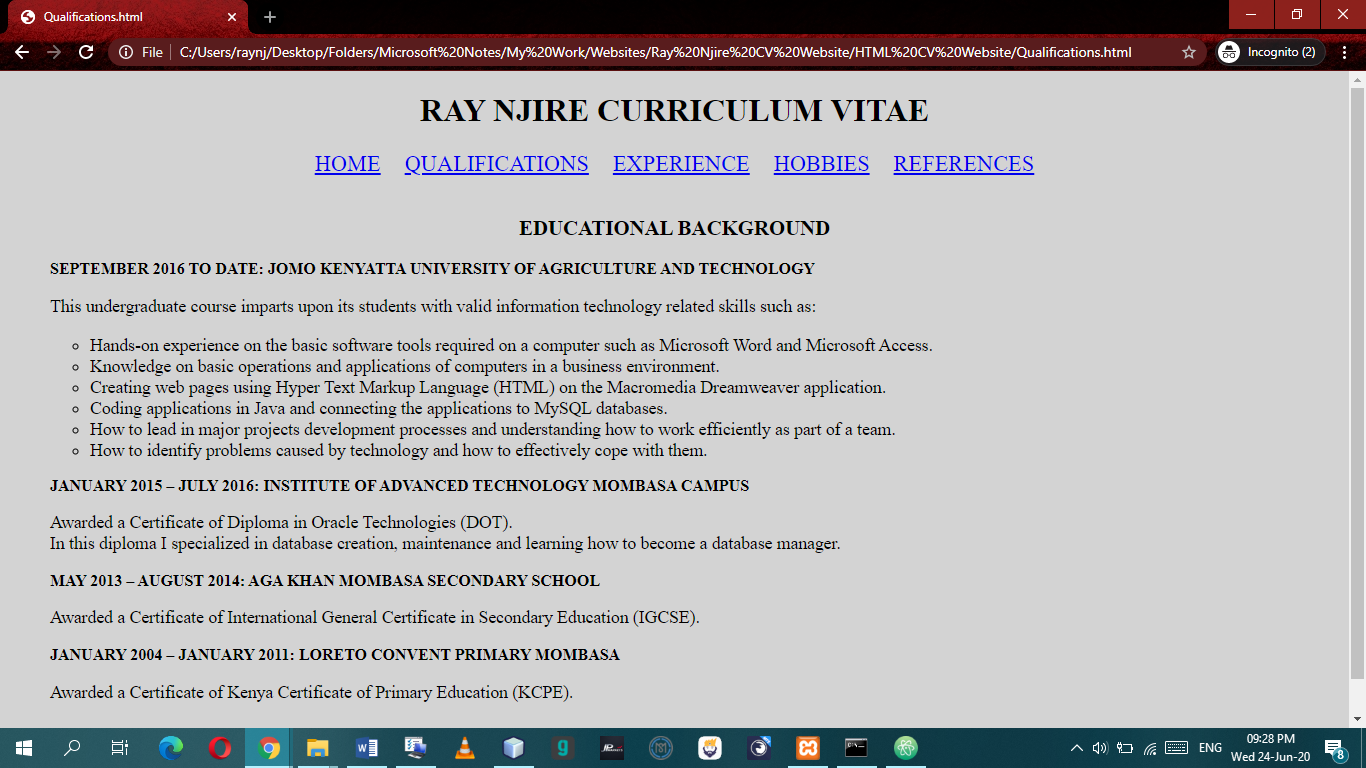 Qualifications.html
File C:/Users/raynj/Desktop/Folders/Microsoft%20Notes/My%20Work/Websites/Ray%20Njire%20CV%20Website/HTML%20CV%20Website/Qualifications.html Incognito (2)
RAY NJIRE CURRICULUM VITAE
HOME QUALIFICATIONS EXPERIENCE HOBBIES REFERENCES
EDUCATIONAL BACKGROUND
SEPTEMBER 2016 TO DATE: JOMO KENYATTA UNIVERSITY OF AGRICULTURE AND TECHNOLOGY
This undergraduate course imparts upon its students with valid information technology related skills such as:
Hands-on experience on the basic software tools required on a computer such as Microsoft Word and Microsoft Access.
Knowledge on basic operations and applications of computers in a business environment.
Creating web pages using Hyper Text Markup Language (HTML) on the Macromedia Dreamweaver application.
Coding applications in Java and connecting the applications to MySQL databases.
How to lead in major projects development processes and understanding how to work efficiently as part of a team.
How to identify problems caused by technology and how to effectively cope with them.
JANUARY 2015 – JULY 2016: INSTITUTE OF ADVANCED TECHNOLOGY MOMBASA CAMPUS
Awarded a Certificate of Diploma in Oracle Technologies (DOT).
In this diploma I specialized in database creation, maintenance and learning how to become a database manager.
MAY 2013 – AUGUST 2014: AGA KHAN MOMBASA SECONDARY SCHOOL
Awarded a Certificate of International General Certificate in Secondary Education (IGCSE).
JANUARY 2004 – JANUARY 2011: LORETO CONVENT PRIMARY MOMBASA
Awarded a Certificate of Kenya Certificate of Primary Education (KCPE).
ENG
09:28 PM
Wed 24-Jun-20
8